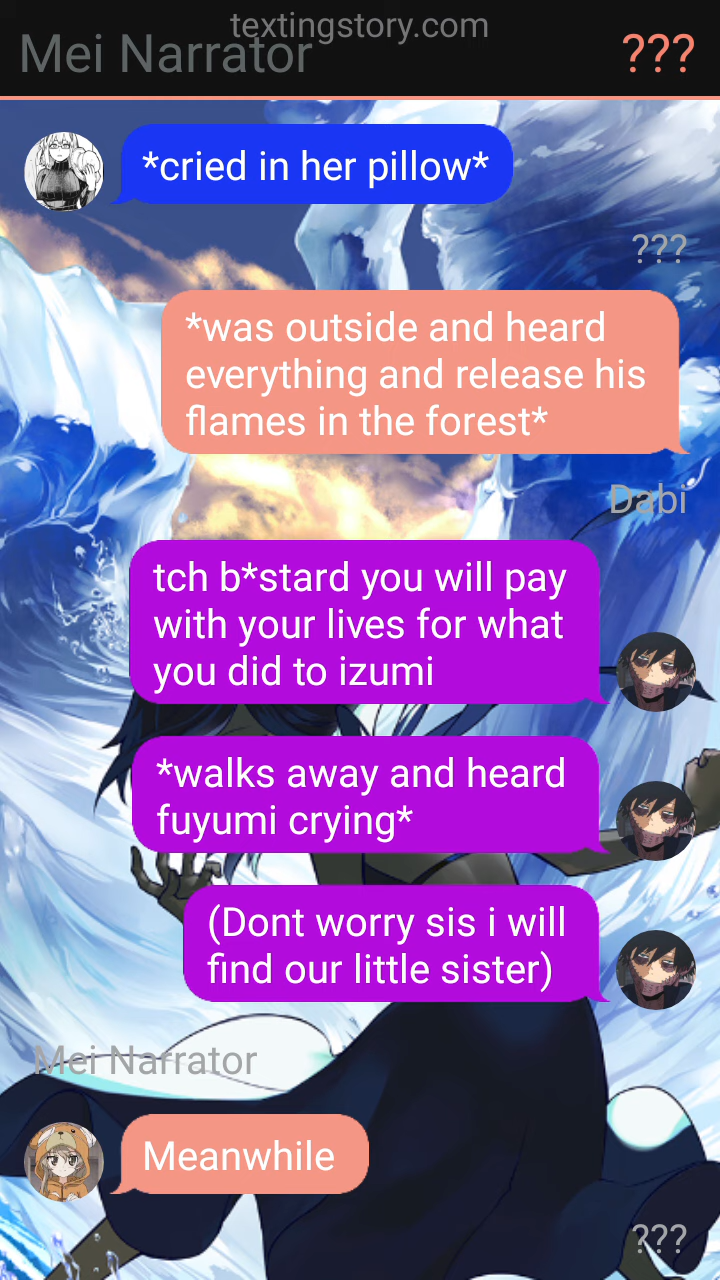 textingstory.com
Mei Narrator
???
*cried in her pillow*
???
*was outside and heard
everything and release his
flames in the forest*
Dabi
tch b*stard you will pay
with your lives for what
you did to izumi
*walks away and heard
fuyumi crying*
(Dont worry sis i will
find our little sister)
Mei Narrator
Meanwhile
???